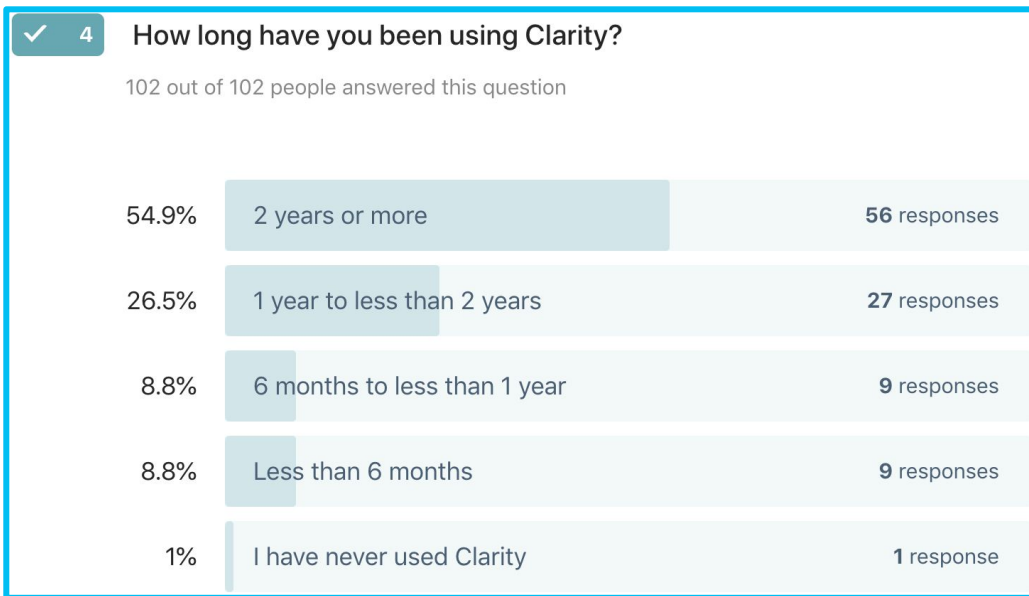 4 How long have you been using Clarity?
102 out of 102 people answered this question
54.9% 2 years or more 56 responses
26.5% 1 year to less than 2 years 27 responses
8.8% 6 months to less than 1 year 9 responses
8.8% Less than 6 months 9 responses
1% I have never used Clarity 1 response